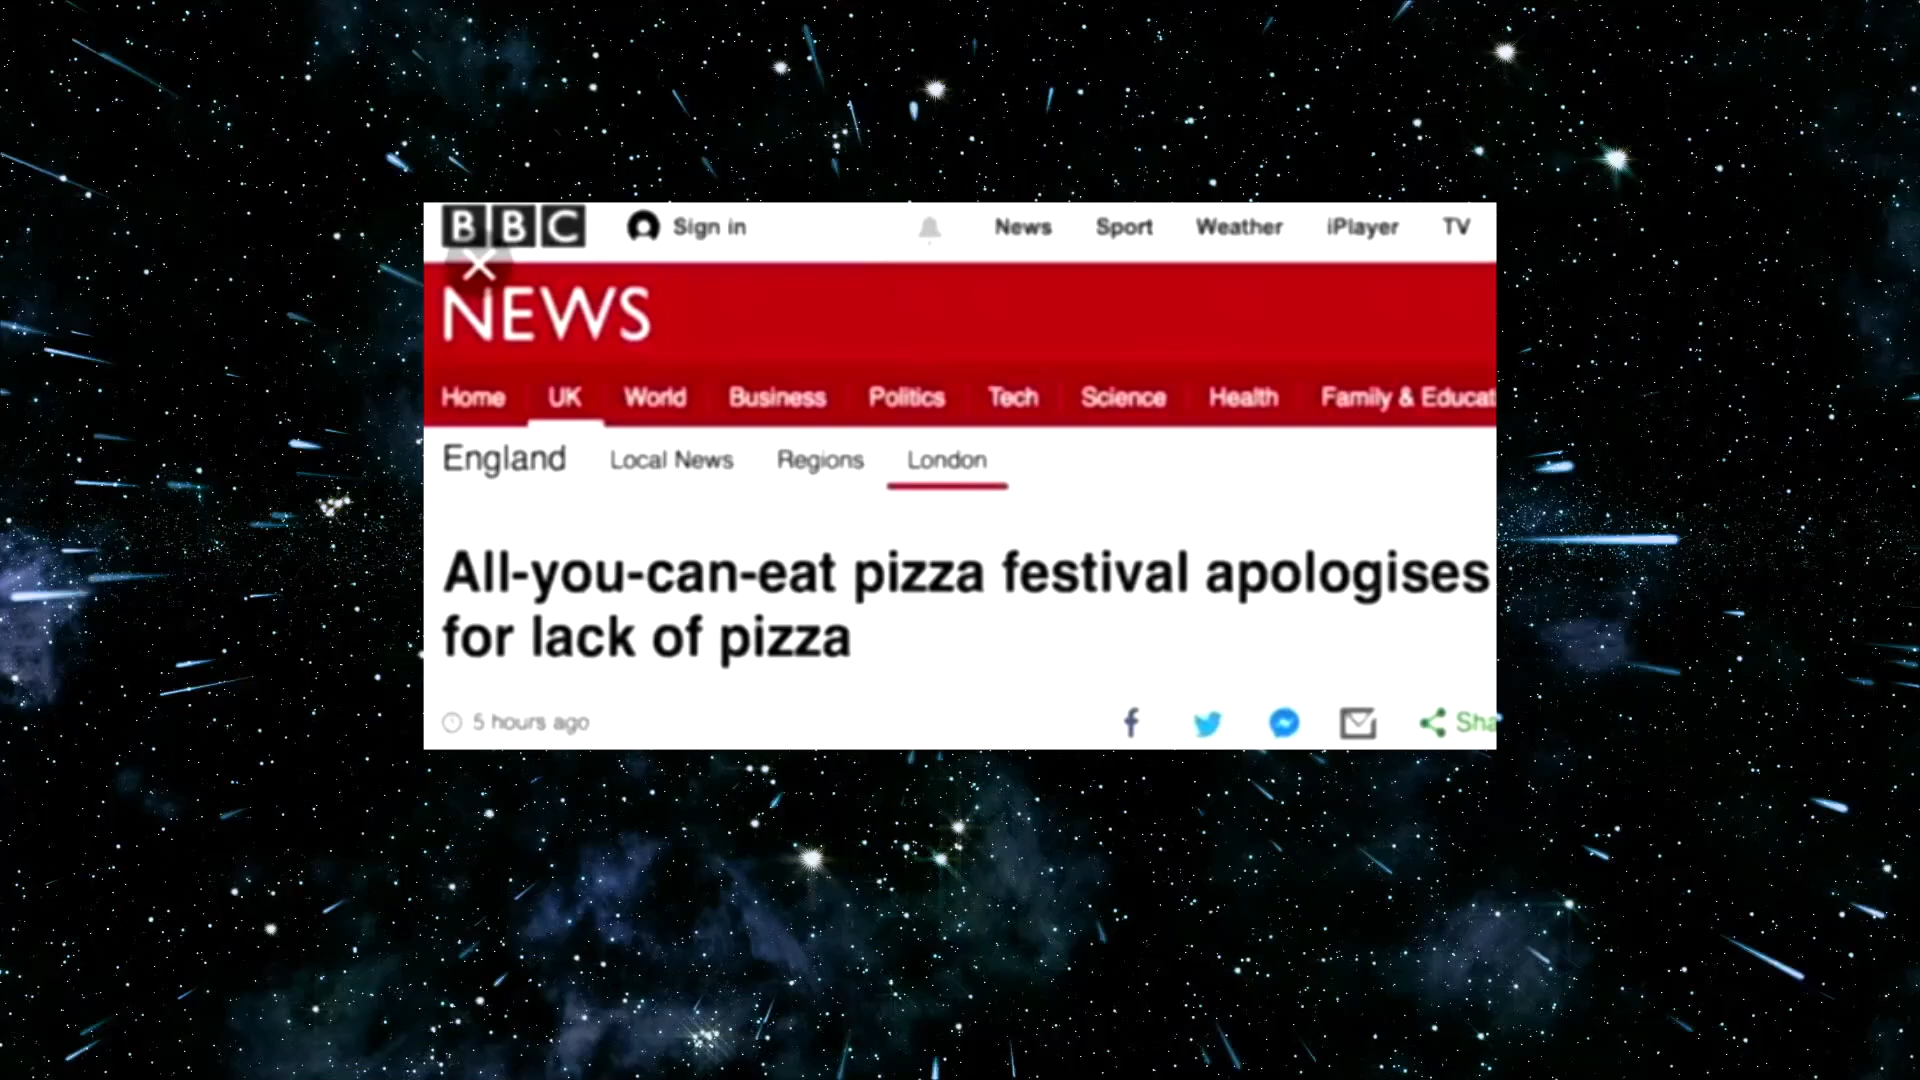 BBC Sign in News Sport Weather iPlayer TV
NEWS
Home UK World Business Politics Tech Science Health Family & Educat
England Local News Regions London
All-you-can-eat pizza festival apologises
for lack of pizza
5 hours ago Sha